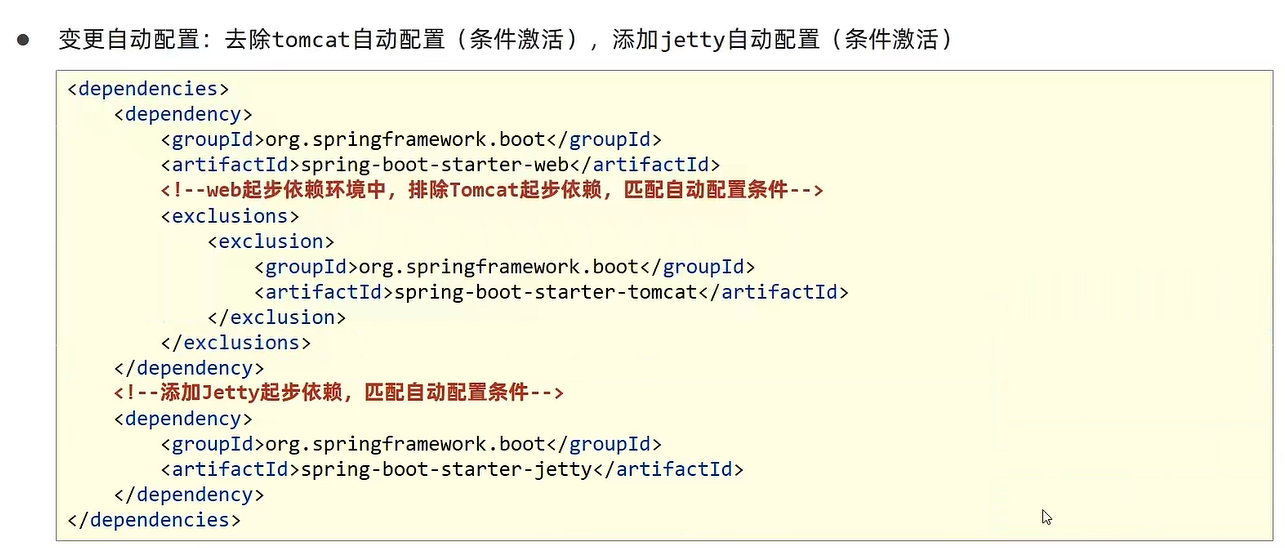 ● 变更自动配置：去除tomcat自动配置（条件激活），添加jetty自动配置（条件激活）
<dependencies>
    <dependency>
        <groupId>org.springframework.boot</groupId>
        <artifactId>spring-boot-starter-web</artifactId>
        <!--web起步依赖环境中，排除Tomcat起步依赖，匹配自动配置条件-->
        <exclusions>
            <exclusion>
                <groupId>org.springframework.boot</groupId>
                <artifactId>spring-boot-starter-tomcat</artifactId>
            </exclusion>
        </exclusions>
    </dependency>
    <!--添加Jetty起步依赖，匹配自动配置条件-->
    <dependency>
        <groupId>org.springframework.boot</groupId>
        <artifactId>spring-boot-starter-jetty</artifactId>
    </dependency>
</dependencies>